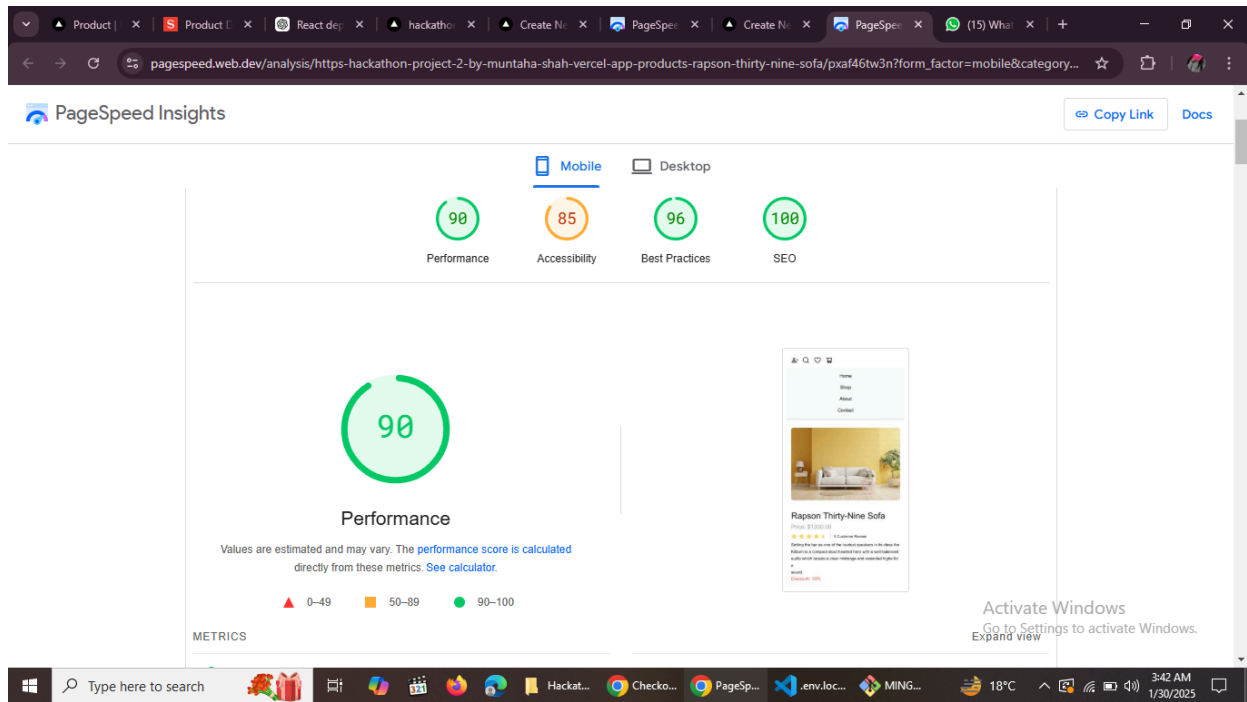 Product |
Product D
React dep
hackathon
Create Ne
PageSpee
Create Ne
PageSpee
(15) What
pagespeed.web.dev/analysis/https-hackathon-project-2-by-muntaha-shah-vercel-app-products-rapson-thirty-nine-sofa/pxaf46tw3n?form_factor=mobile&category...
PageSpeed Insights
Copy Link
Docs
Mobile
Desktop
90
85
96
100
Performance
Accessibility
Best Practices
SEO
90
Performance
Values are estimated and may vary. The performance score is calculated
directly from these metrics. See calculator.
0–49
50–89
90–100
Home
Shop
About
Contact
Rapson Thirty-Nine Sofa
Discount: 10%
METRICS
Expand view
Activate Windows
Go to Settings to activate Windows.
Type here to search
Hackat...
Checko...
PageSp...
.env.loc...
MING...
18°C
3:42 AM
1/30/2025